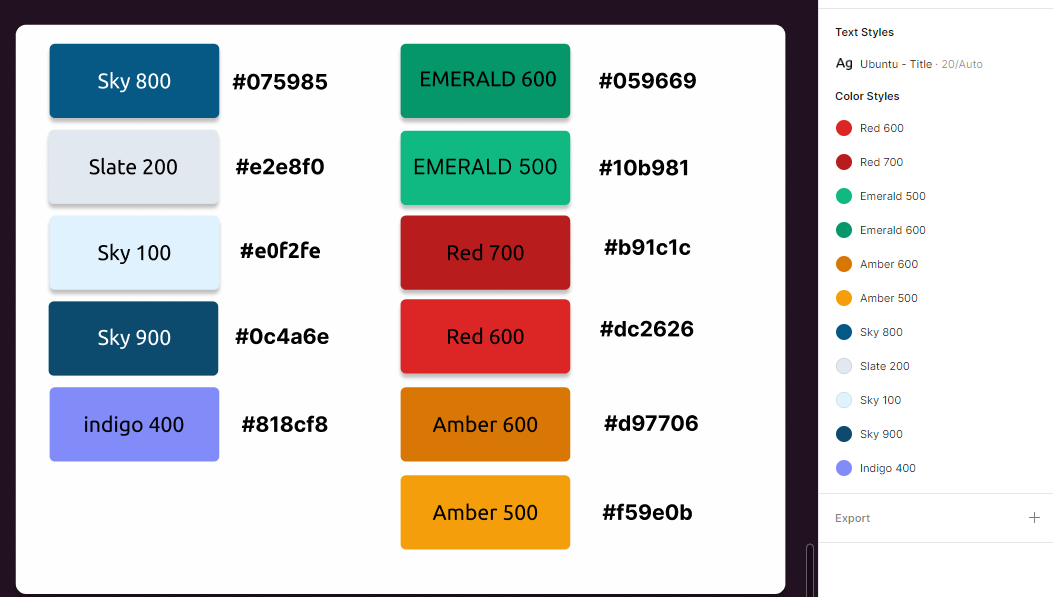 Sky 800
#075985
Slate 200
#e2e8f0
Sky 100
#e0f2fe
Sky 900
#0c4a6e
indigo 400
#818cf8
EMERALD 600
#059669
EMERALD 500
#10b981
Red 700
#b91c1c
Red 600
#dc2626
Amber 600
#d97706
Amber 500
#f59e0b
Text Styles
Ag Ubuntu - Title · 20/Auto
Color Styles
Red 600
Red 700
Emerald 500
Emerald 600
Amber 600
Amber 500
Sky 800
Slate 200
Sky 100
Sky 900
Indigo 400
Export